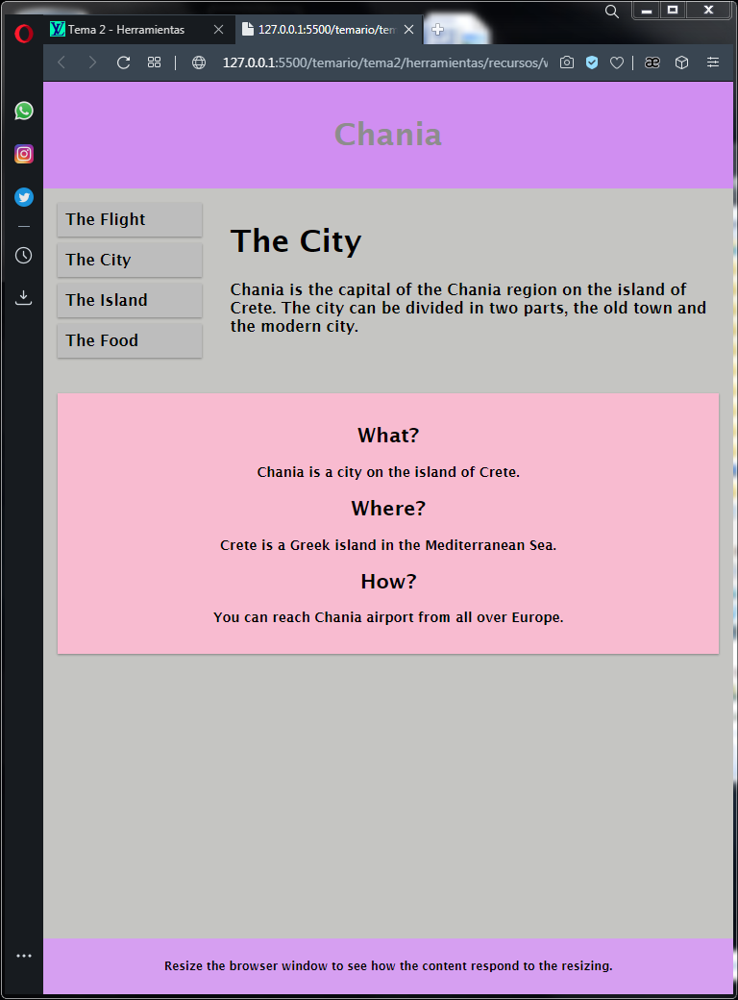 Tema 2 - Herramientas
127.0.0.1:5500/temario/tem
127.0.0.1:5500/temario/tema2/herramientas/recursos/v
Chania
The Flight
The City
The Island
The Food
The City
Chania is the capital of the Chania region on the island of
Crete. The city can be divided in two parts, the old town and
the modern city.
What?
Chania is a city on the island of Crete.
Where?
Crete is a Greek island in the Mediterranean Sea.
How?
You can reach Chania airport from all over Europe.
Resize the browser window to see how the content respond to the resizing.